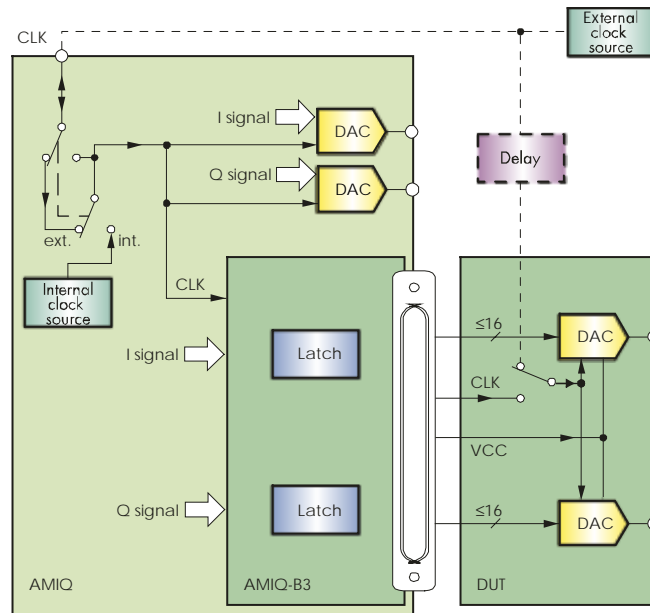 External
clock
source
CLK
I signal
DAC
Delay
Q signal
DAC
ext.
int.
Internal
clock
source
CLK
≤16
DAC
I signal
Latch
CLK
VCC
Q signal
Latch
≤16
DAC
AMIQ
AMIQ-B3
DUT